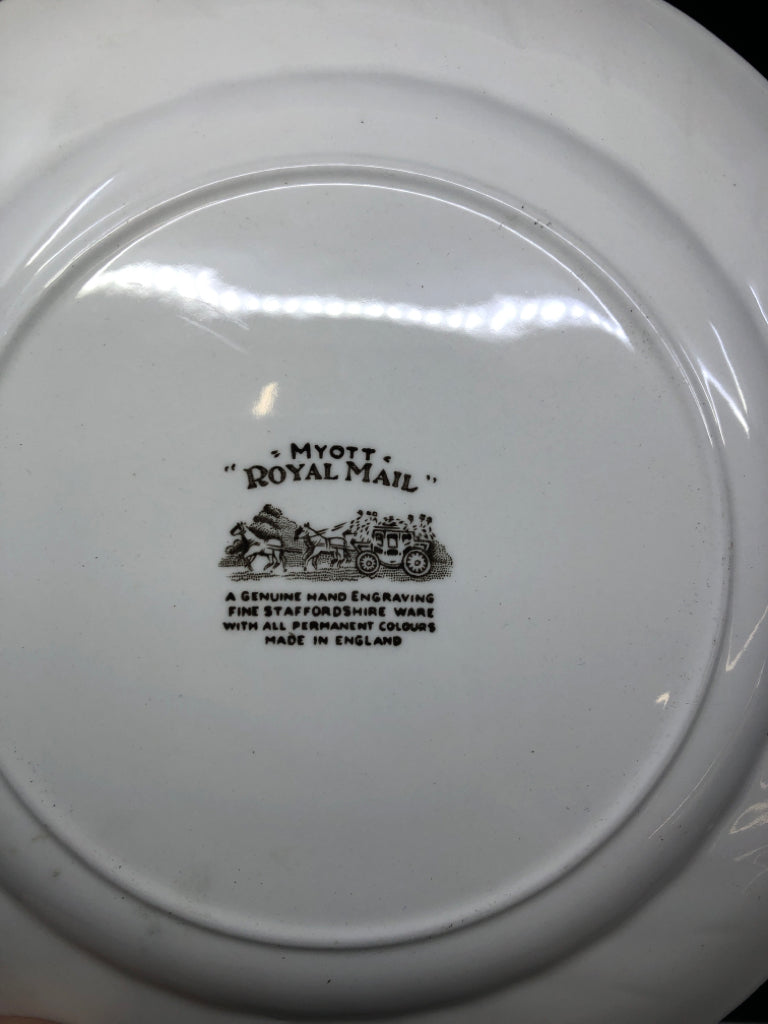 MYOTT
"ROYAL MAIL"
A GENUINE HAND ENGRAVING
FINE STAFFORDSHIRE WARE
WITH ALL PERMANENT COLOURS
MADE IN ENGLAND